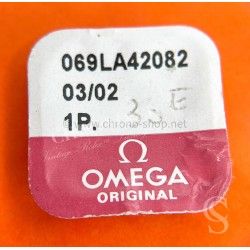 069LA42082
03/02
1P.
www.chrono-shop.net
Ω
OMEGA
ORIGINAL